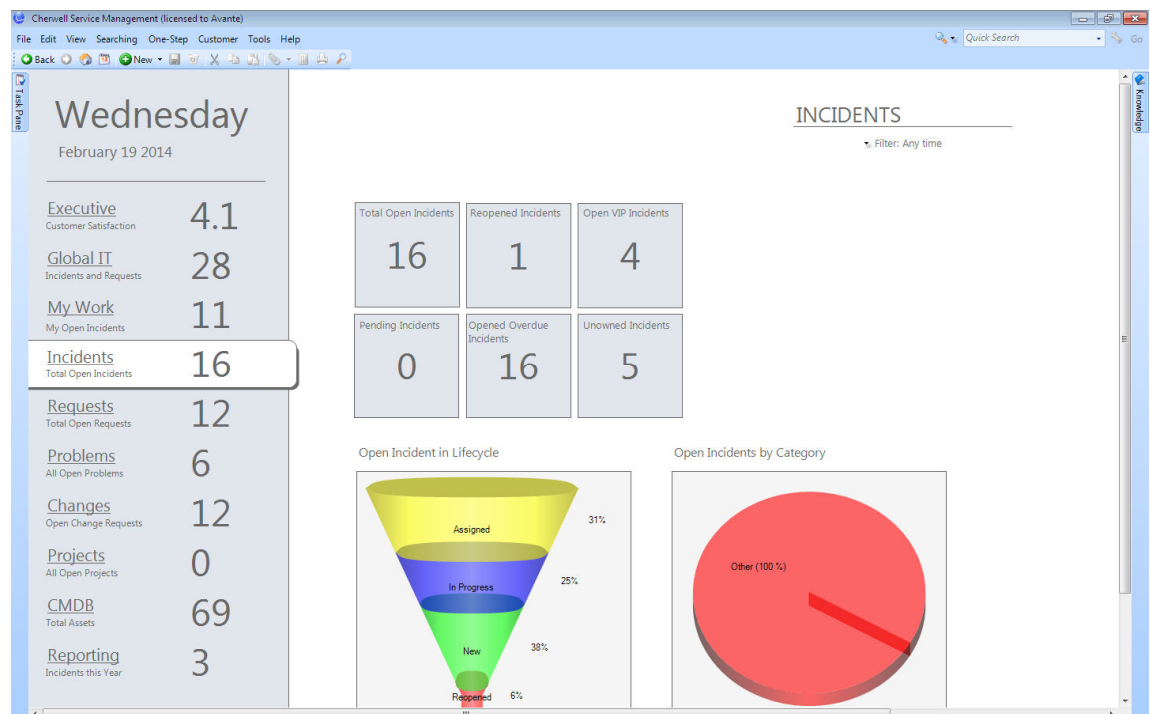 Cherwell Service Management (licensed to Avante)
File Edit View Searching One-Step Customer Tools Help
Quick Search
Go
Back
New
Task Pane
Knowledge
Wednesday
February 19 2014
Executive 4.1
Customer Satisfaction
Global IT 28
Incidents and Requests
My Work 11
My Open Incidents
Incidents 16
Total Open Incidents
Requests 12
Total Open Requests
Problems 6
All Open Problems
Changes 12
Open Change Requests
Projects 0
All Open Projects
CMDB 69
Total Assets
Reporting 3
Incidents this Year
INCIDENTS
Filter: Any time
Total Open Incidents
16
Reopened Incidents
1
Open VIP Incidents
4
Pending Incidents
0
Opened Overdue
Incidents
16
Unowned Incidents
5
Open Incident in Lifecycle
Assigned 31%
In Progress 25%
New 38%
Reopened 6%
Open Incidents by Category
Other (100 %)